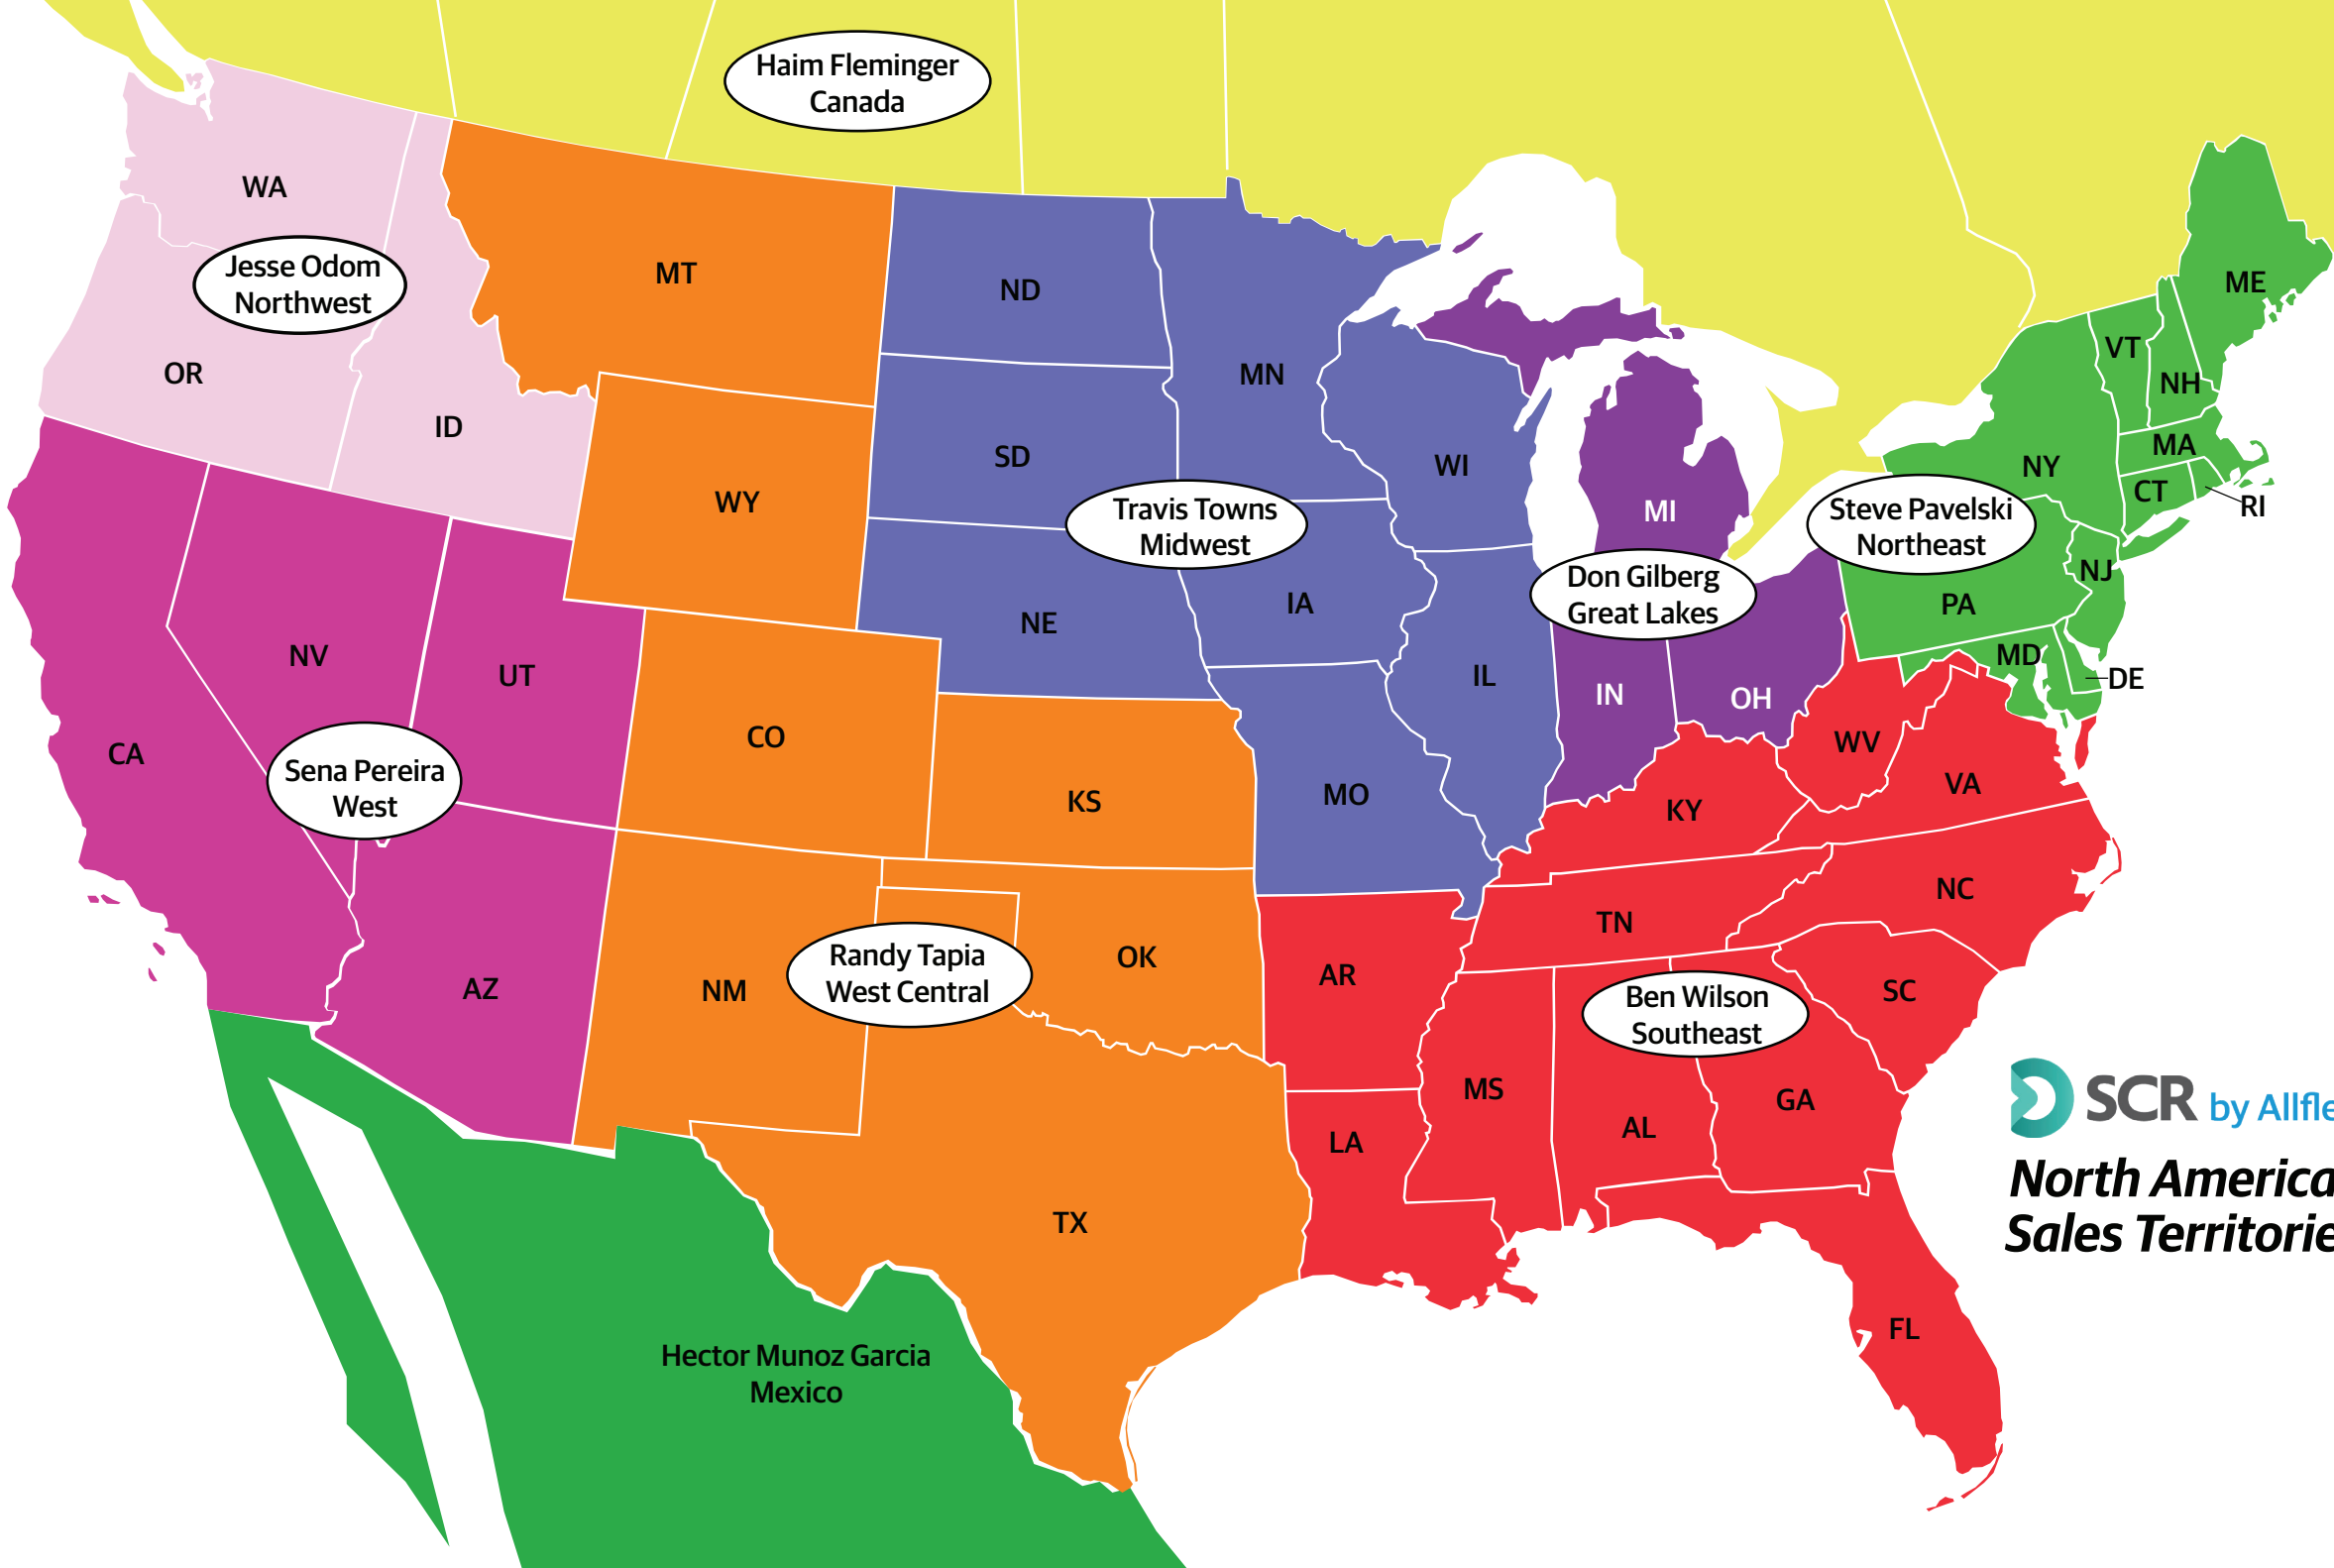 Haim Fleminger
Canada
WA
Jesse Odom
Northwest
OR
ID
MT
WY
ND
SD
NE
MN
WI
Travis Towns
Midwest
IA
IL
MO
MI
Don Gilberg
Great Lakes
IN
OH
ME
VT
NH
MA
NY
CT
RI
Steve Pavelski
Northeast
NJ
PA
MD
DE
NV
UT
CA
Sena Pereira
West
AZ
CO
KS
NM
Randy Tapia
West Central
OK
TX
WV
VA
KY
NC
TN
AR
SC
Ben Wilson
Southeast
MS
AL
GA
LA
FL
SCR by Allfle
North America
Sales Territorie
Hector Munoz Garcia
Mexico